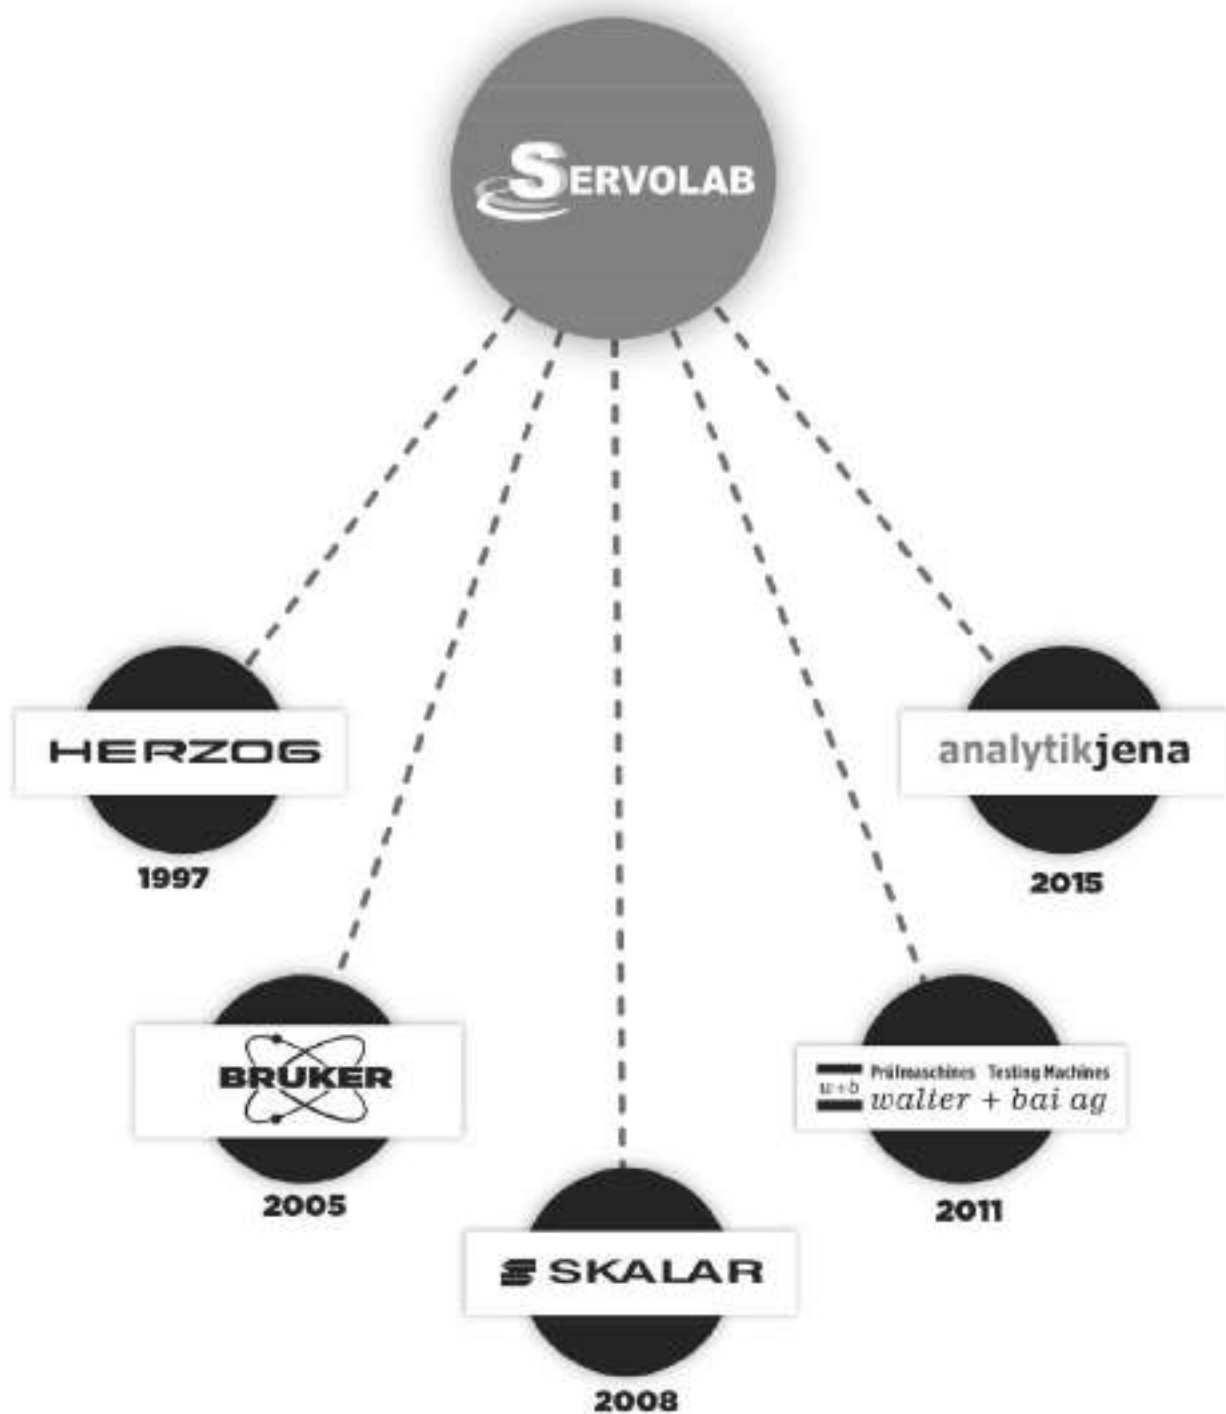 SERVOLAB
HERZOG
1997
analytikjena
2015
BRUKER
2005
w+b
Prüfmaschines Testing Machines
walter + bai ag
2011
SKALAR
2008